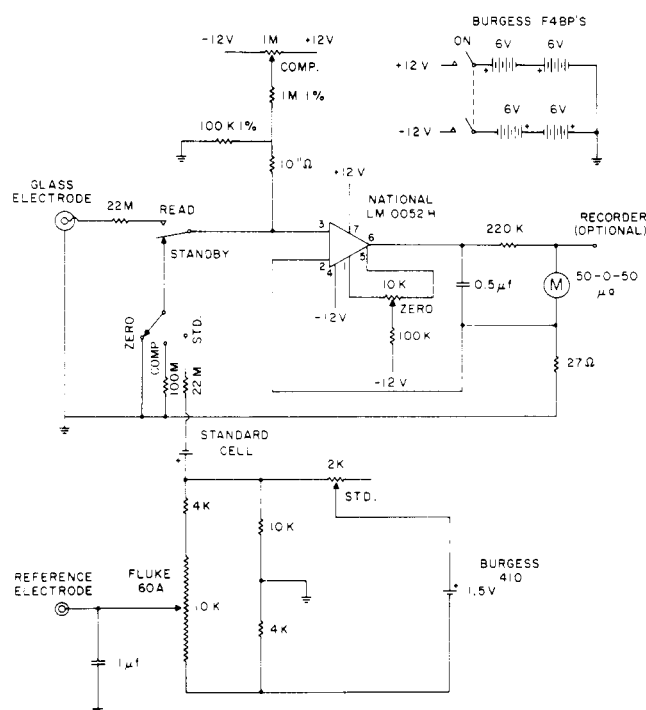 BURGESS F4BP'S
-12V 1M +12V
COMP.
1M 1%
100K 1%
10"Ω
ON
6V 6V
+12V
+ +
6V 6V
-12V
+ +
GLASS
ELECTRODE
22M
READ
STANDBY
+12V
NATIONAL
LM 0052H
3
7
6
2
4
1
5
-12V
10K
ZERO
100K
-12V
220K
RECORDER
(OPTIONAL)
0.5μf
M
50-0-50
μa
27Ω
ZERO
COMP
STD.
100M
22M
STANDARD
CELL
+
2K
STD.
4K
10K
FLUKE
60A
10K
4K
BURGESS
410
+
1.5V
REFERENCE
ELECTRODE
1μf